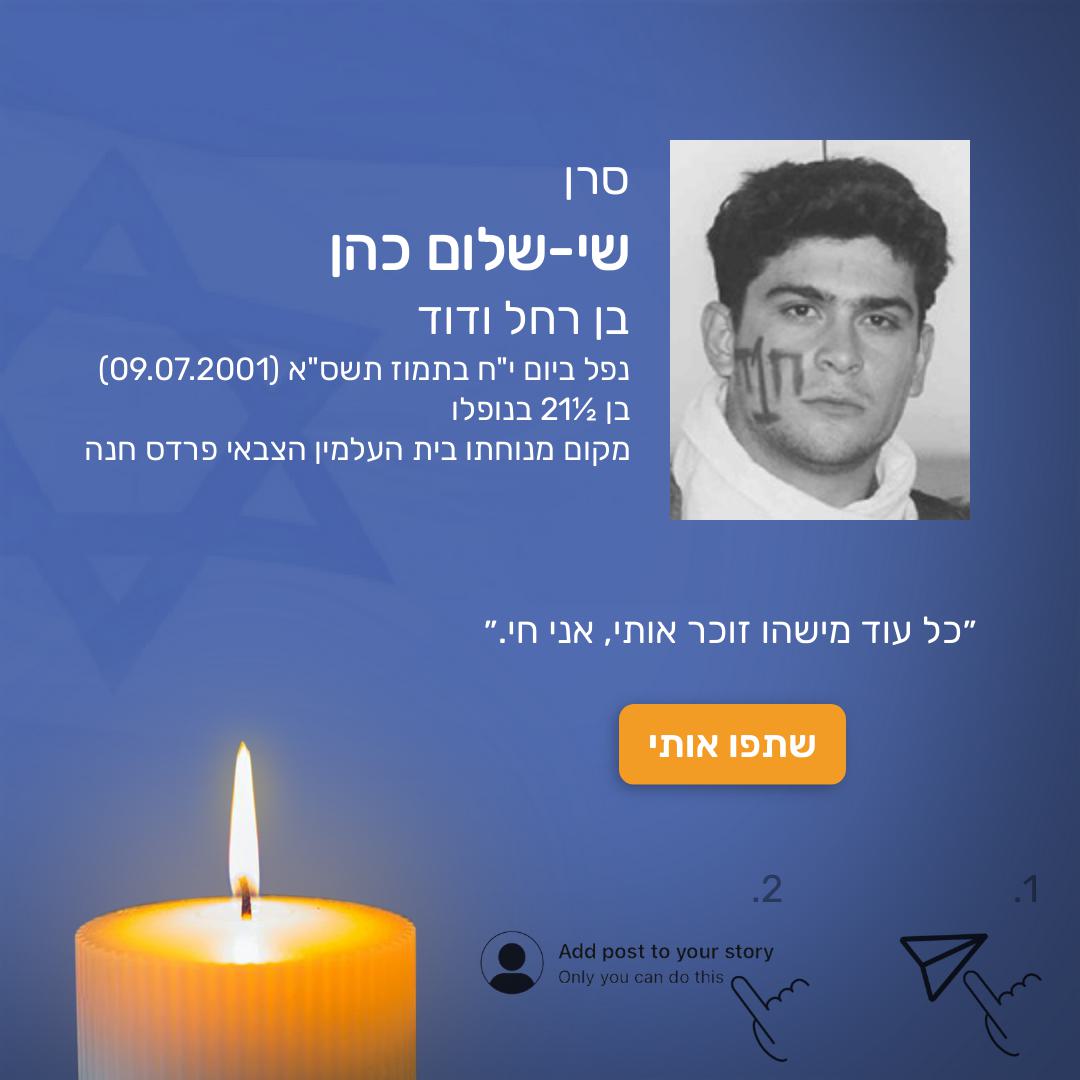 סרן
שי-שלום כהן
בן רחל ודוד
נפל ביום י"ח בתמוז תשס"א (09.07.2001)
בן 21½ בנופלו
מקום מנוחתו בית העלמין הצבאי פרדס חנה
״כל עוד מישהו זוכר אותי, אני חי.״
שתפו אותי
1.
2.
Add post to your story
Only you can do this